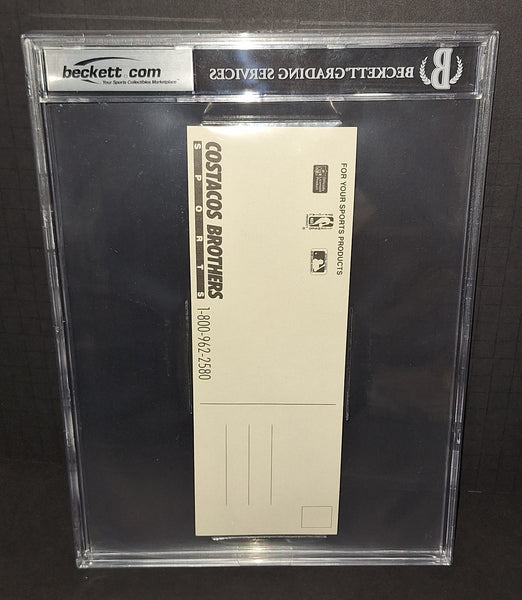 beckett.com
Your Sports Collectibles Marketplace
BECKETT GRADING SERVICES
B
FOR YOUR SPORTS PRODUCTS
COSTACOS BROTHERS
SPORTS
1-800-962-2580